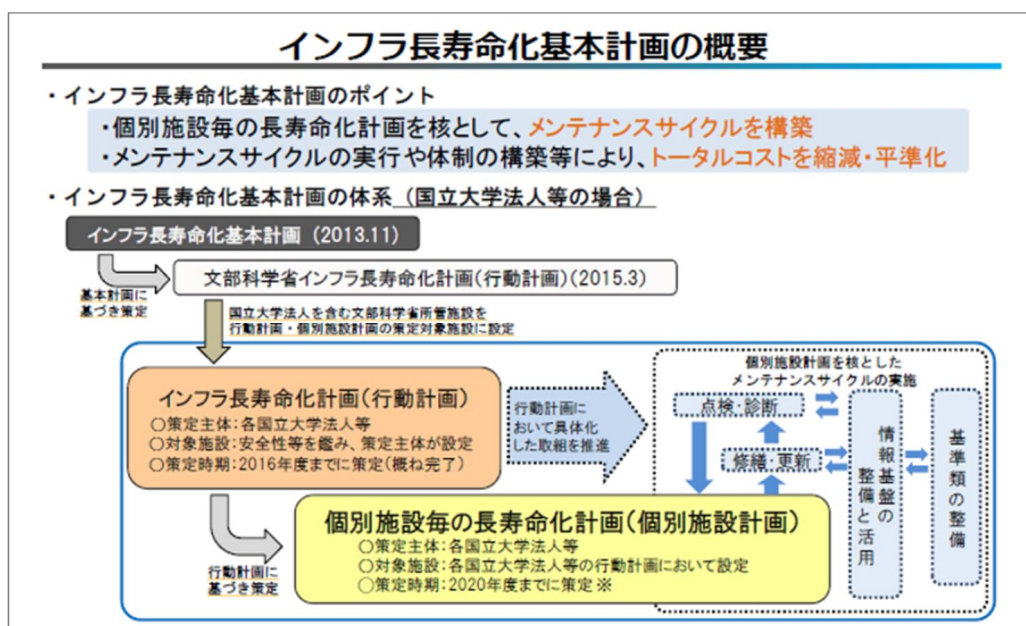 インフラ長寿命化基本計画の概要
・インフラ長寿命化基本計画のポイント
・個別施設毎の長寿命化計画を核として、メンテナンスサイクルを構築
・メンテナンスサイクルの実行や体制の構築等により、トータルコストを縮減・平準化
・インフラ長寿命化基本計画の体系（国立大学法人等の場合）
インフラ長寿命化基本計画（2013.11）
文部科学省インフラ長寿命化計画(行動計画)(2015.3)
基本計画に
基づき策定
国立大学法人を含む文部科学省所管施設を
行動計画・個別施設計画の策定対象施設に設定
インフラ長寿命化計画(行動計画)
○策定主体:各国立大学法人等
○対象施設:安全性等を鑑み、策定主体が設定
○策定時期:2016年度までに策定(概ね完了)
行動計画に
おいて具体化
した取組を推進
個別施設計画を核とした
メンテナンスサイクルの実施
点検・診断
修繕・更新
情報基盤の
整備と活用
基準類の整備
行動計画に
基づき策定
個別施設毎の長寿命化計画(個別施設計画)
○策定主体:各国立大学法人等
○対象施設:各国立大学法人等の行動計画において設定
○策定時期:2020年度までに策定※